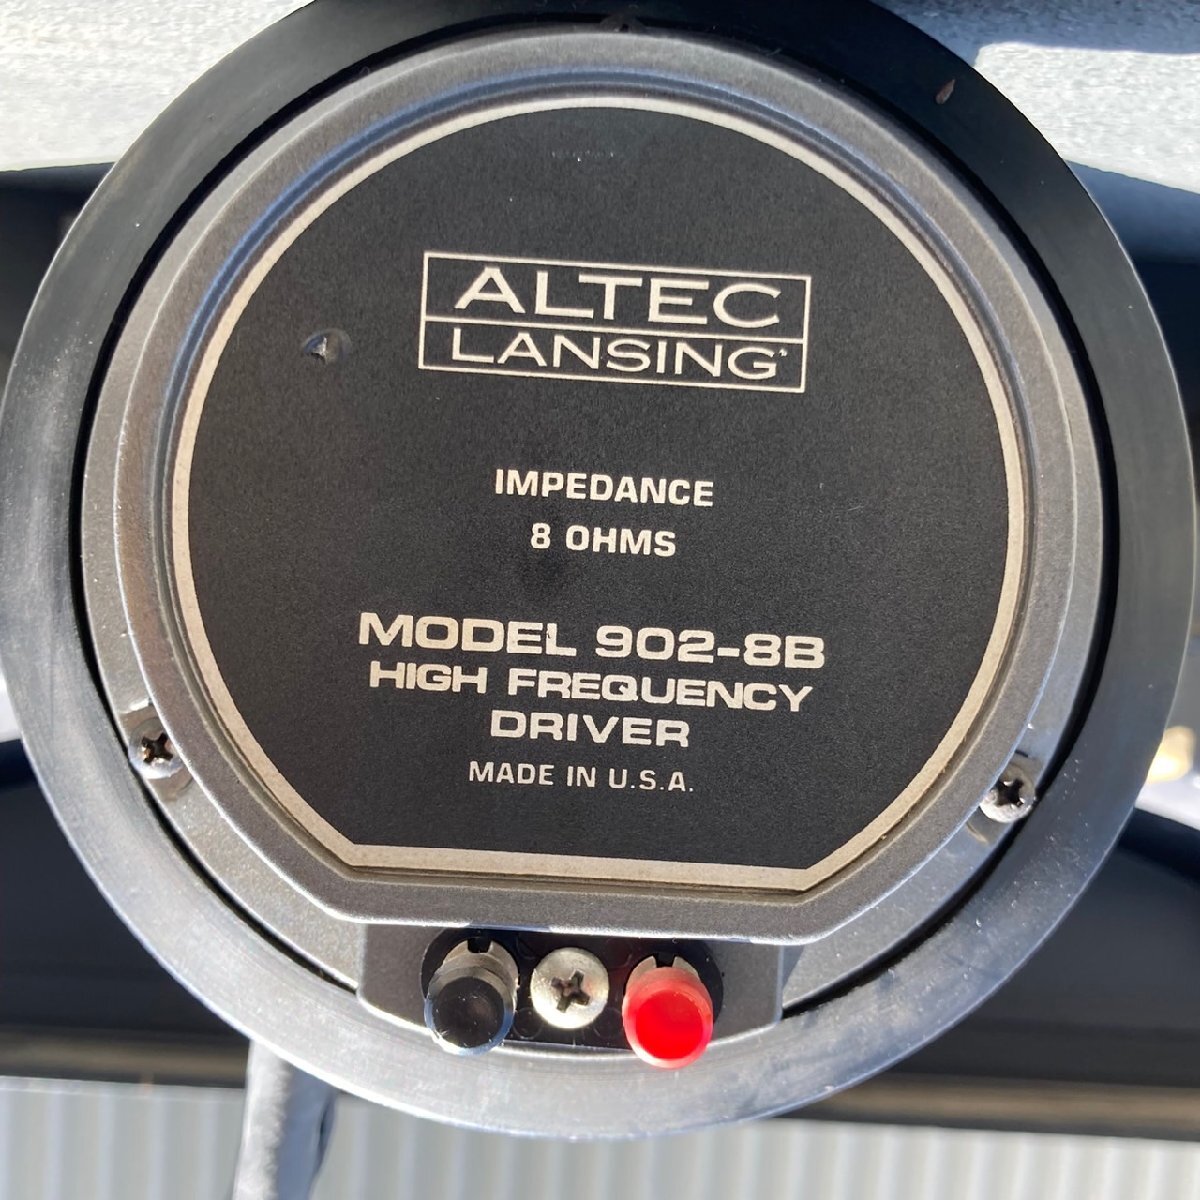 ALTEC
LANSING
IMPEDANCE
8 OHMS
MODEL 902-8B
HIGH FREQUENCY
DRIVER
MADE IN U.S.A.